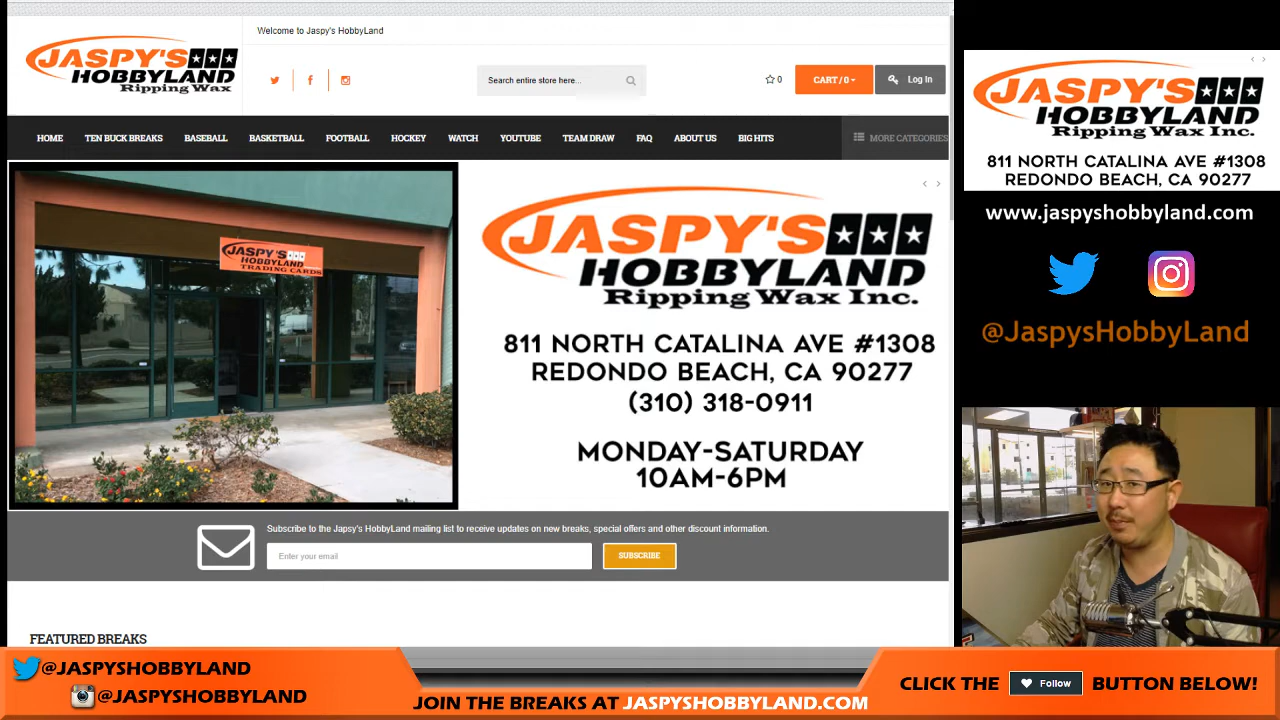 Welcome to Jaspy's HobbyLand
JASPY'S
HOBBYLAND
Ripping Wax
Search entire store here...
0
CART / 0
Log In
HOME TEN BUCK BREAKS BASEBALL BASKETBALL FOOTBALL HOCKEY WATCH YOUTUBE TEAM DRAW FAQ ABOUT US BIG HITS MORE CATEGORIES
JASPY'S
HOBBYLAND
TRADING CARDS
JASPY'S
HOBBYLAND
Ripping Wax Inc.
811 NORTH CATALINA AVE #1308
REDONDO BEACH, CA 90277
(310) 318-0911
MONDAY-SATURDAY
10AM-6PM
Subscribe to the Japsy's HobbyLand mailing list to receive updates on new breaks, special offers and other discount information.
Enter your email
SUBSCRIBE
FEATURED BREAKS
JASPY'S
HOBBYLAND
Ripping Wax Inc.
811 NORTH CATALINA AVE #1308
REDONDO BEACH, CA 90277
www.jaspyshobbyland.com
@JaspysHobbyLand
@JASPYSHOBBYLAND
@JASPYSHOBBYLAND
JOIN THE BREAKS AT JASPYSHOBBYLAND.COM
CLICK THE Follow BUTTON BELOW!